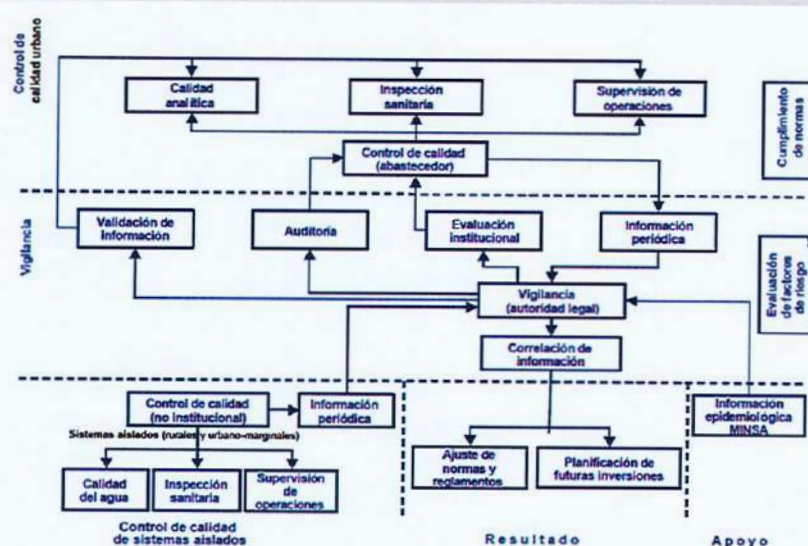 Control de
calidad urbano
Calidad
analítica
Inspección
sanitaria
Supervisión de
operaciones
Cumplimiento
de normas
Control de calidad
(abastecedor)
Vigilancia
Validación de
información
Auditoría
Evaluación
institucional
Información
periódica
Evaluación
de factores
de riesgo
Vigilancia
(autoridad legal)
Correlación de
información
Control de calidad
(no institucional)
Información
periódica
Información
epidemiológica
MINSA
Sistemas aislados (rurales y urbano-marginales)
Ajuste de
normas y
reglamentos
Planificación de
futuras inversiones
Calidad
del agua
Inspección
sanitaria
Supervisión
de
operaciones
Control de calidad
de sistemas aislados
Resultado
Apoyo